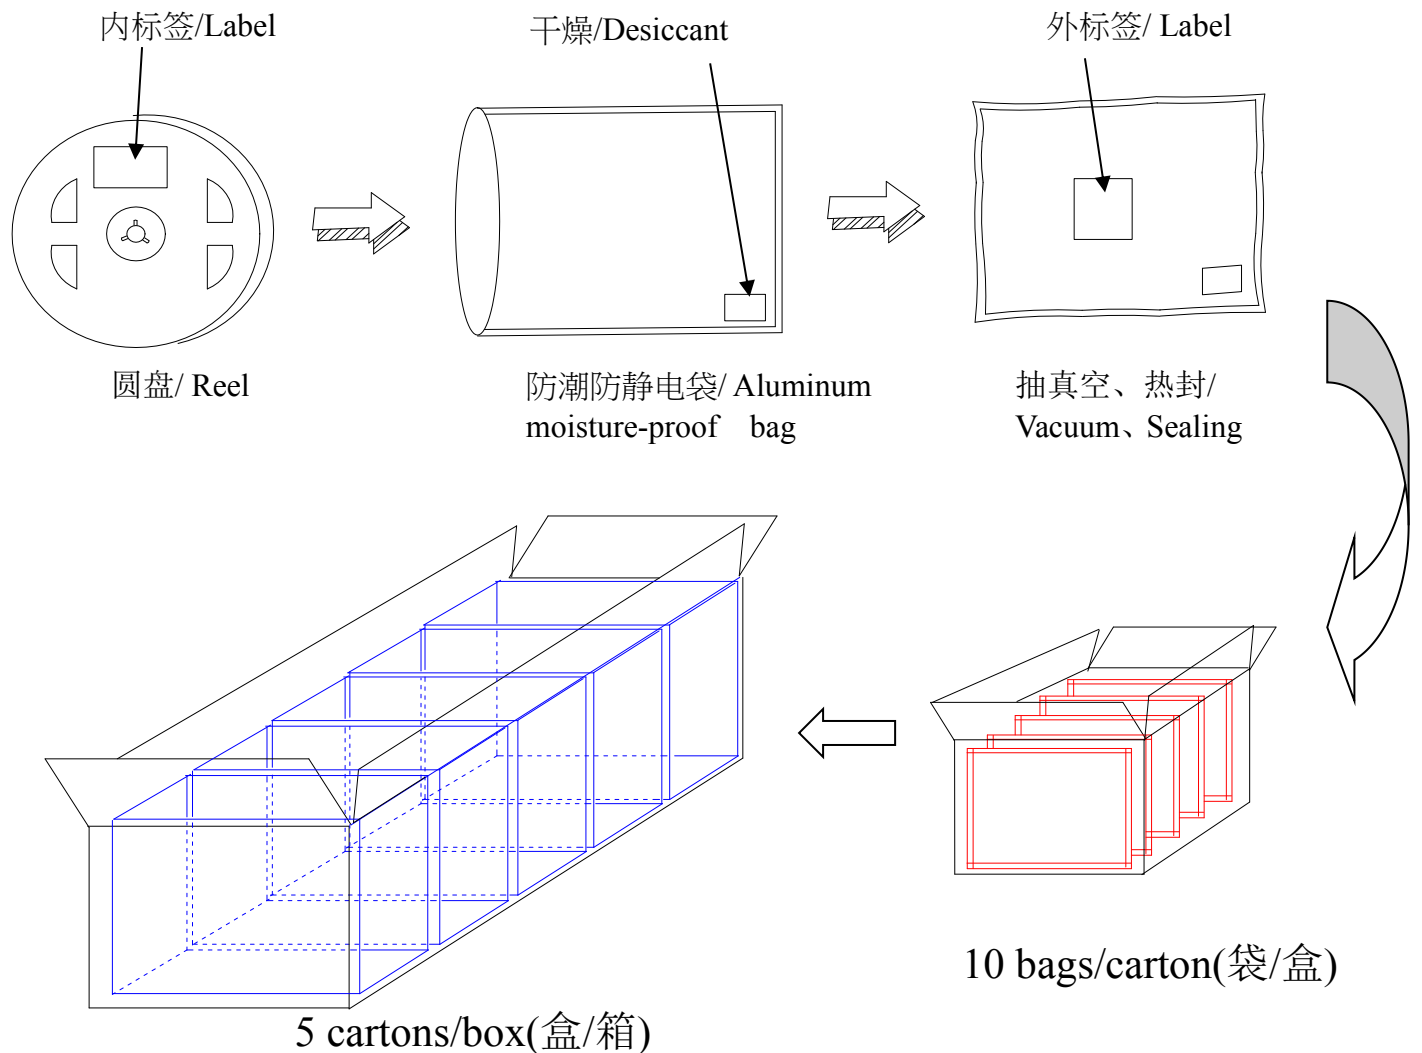 内标签/Label
干燥/Desiccant
外标签/ Label
圆盘/ Reel
防潮防静电袋/ Aluminum
moisture-proof bag
抽真空、热封/
Vacuum、Sealing
10 bags/carton(袋/盒)
5 cartons/box(盒/箱)